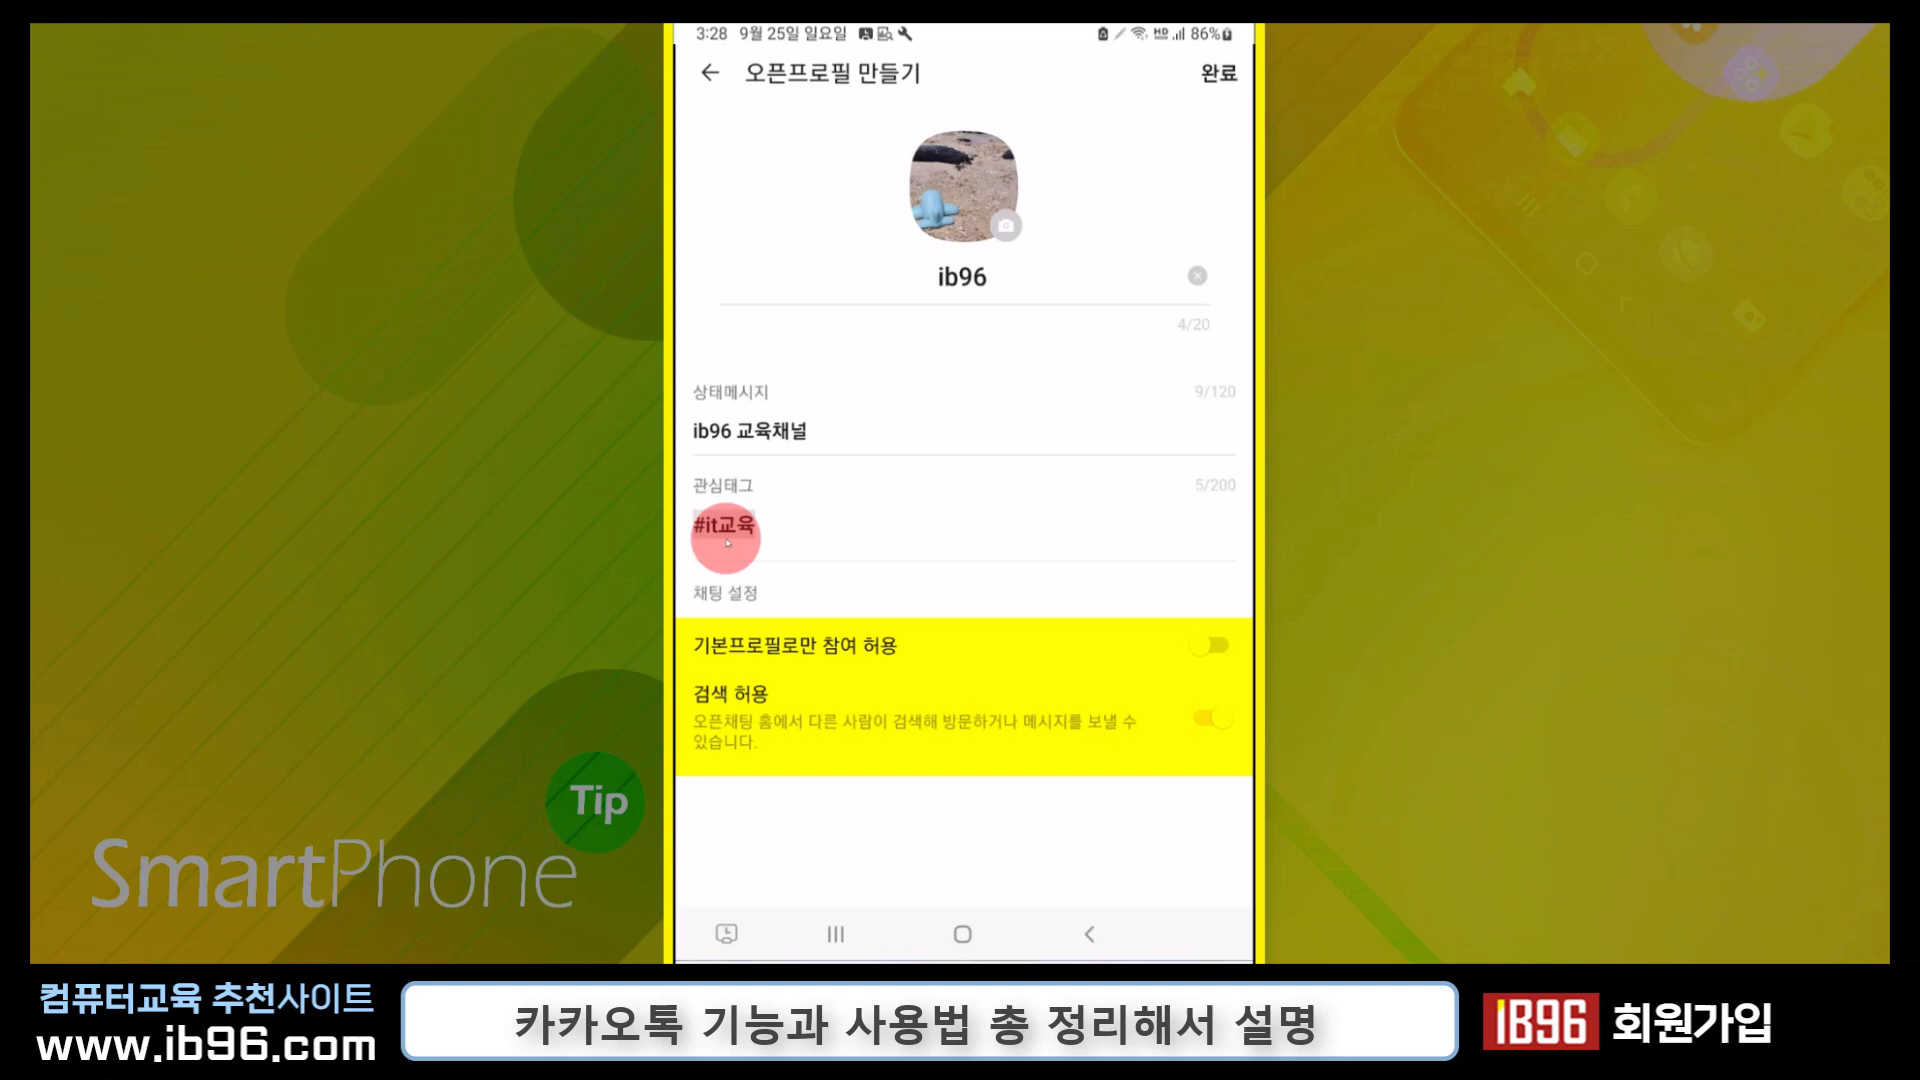 3:28 9월 25일 일요일
HD 86%
오픈프로필 만들기
완료
ib96
4/20
상태메시지
9/120
ib96 교육채널
관심태그
5/200
#it교육
채팅 설정
기본프로필로만 참여 허용
검색 허용
오픈채팅 홈에서 다른 사람이 검색해 방문하거나 메시지를 보낼 수
있습니다.
Tip
SmartPhone
컴퓨터교육 추천사이트
www.ib96.com
카카오톡 기능과 사용법 총 정리해서 설명
IB96 회원가입